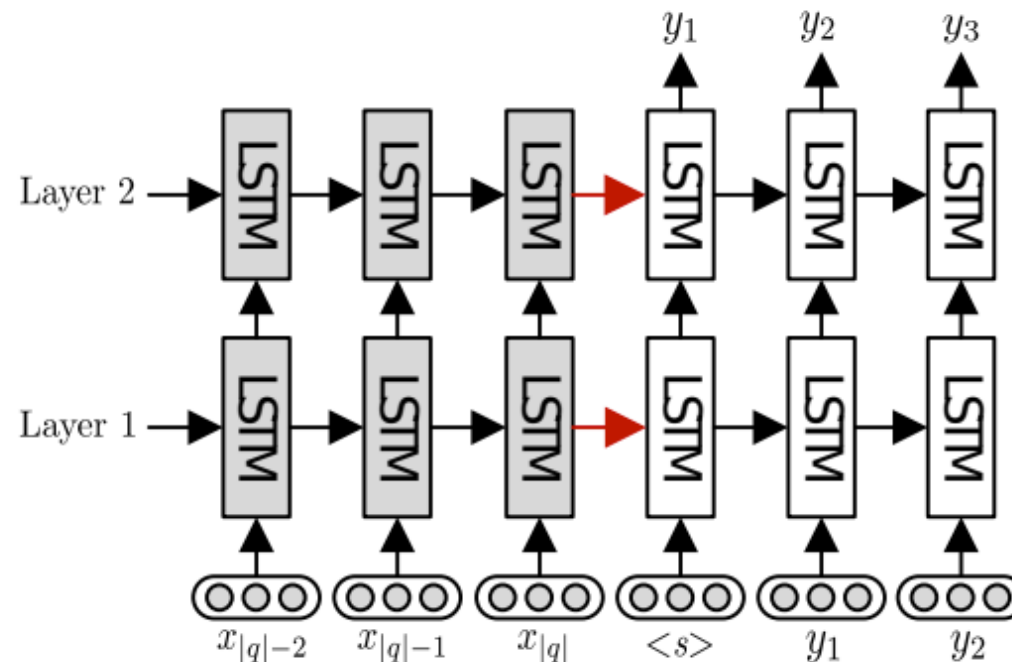 y1 y2 y3
Layer 2 LSTM LSTM LSTM LSTM LSTM LSTM
Layer 1 LSTM LSTM LSTM LSTM LSTM LSTM
x|q|−2 x|q|−1 x|q| <s> y1 y2